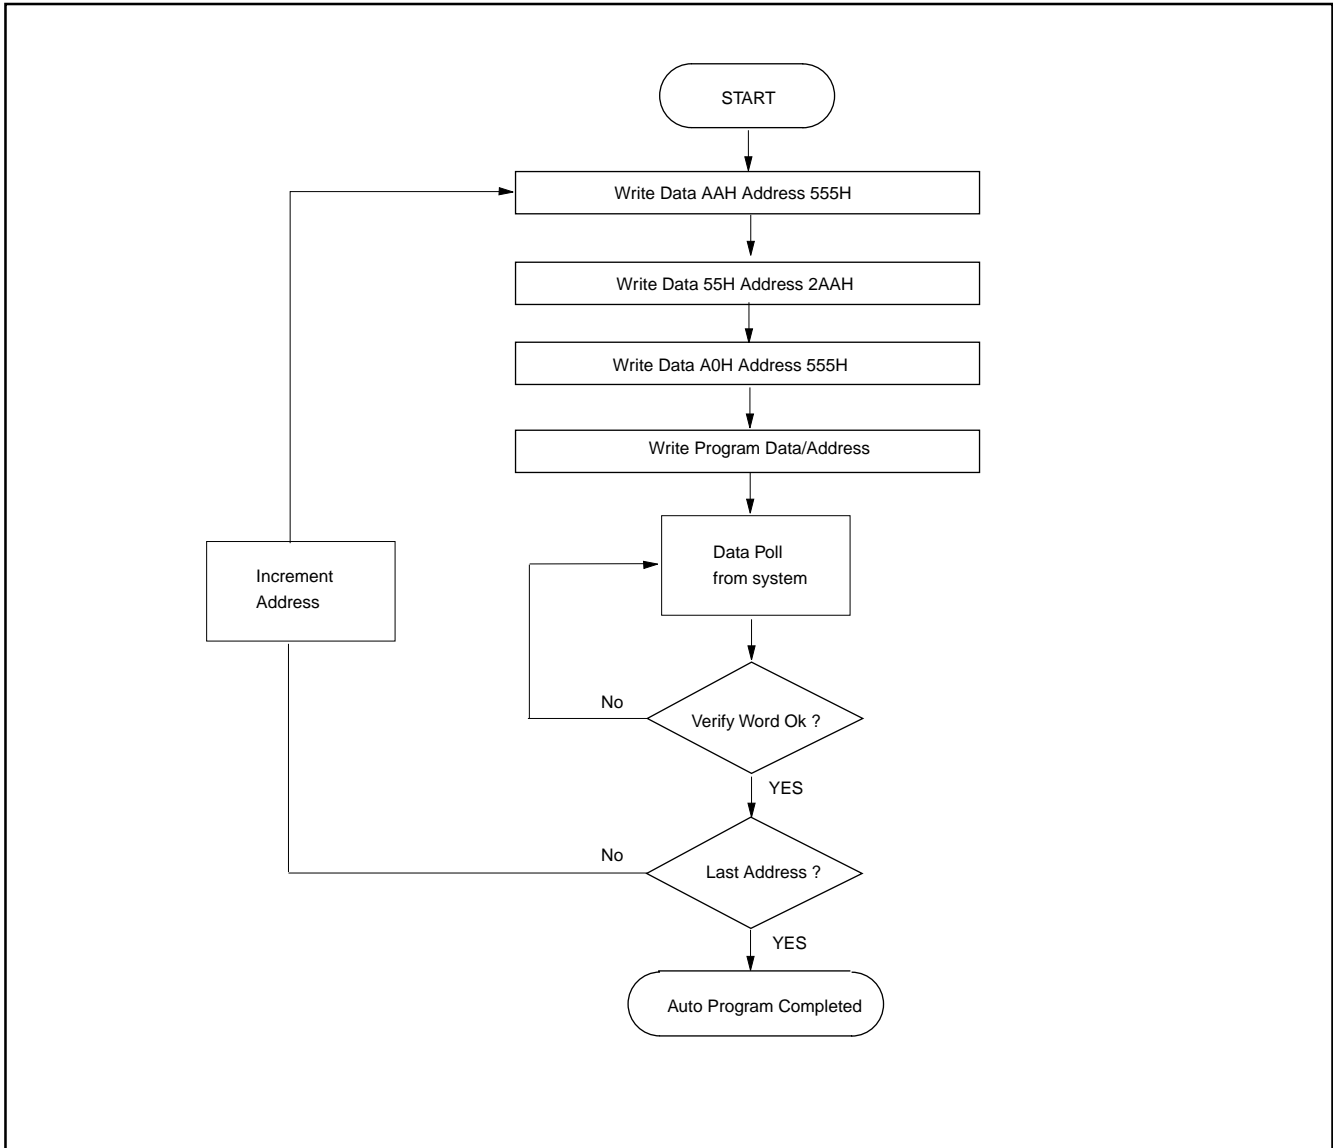 START
Write Data AAH Address 555H
Write Data 55H Address 2AAH
Write Data A0H Address 555H
Write Program Data/Address
Data Poll
from system
Increment
Address
No
Verify Word Ok ?
YES
No
Last Address ?
YES
Auto Program Completed